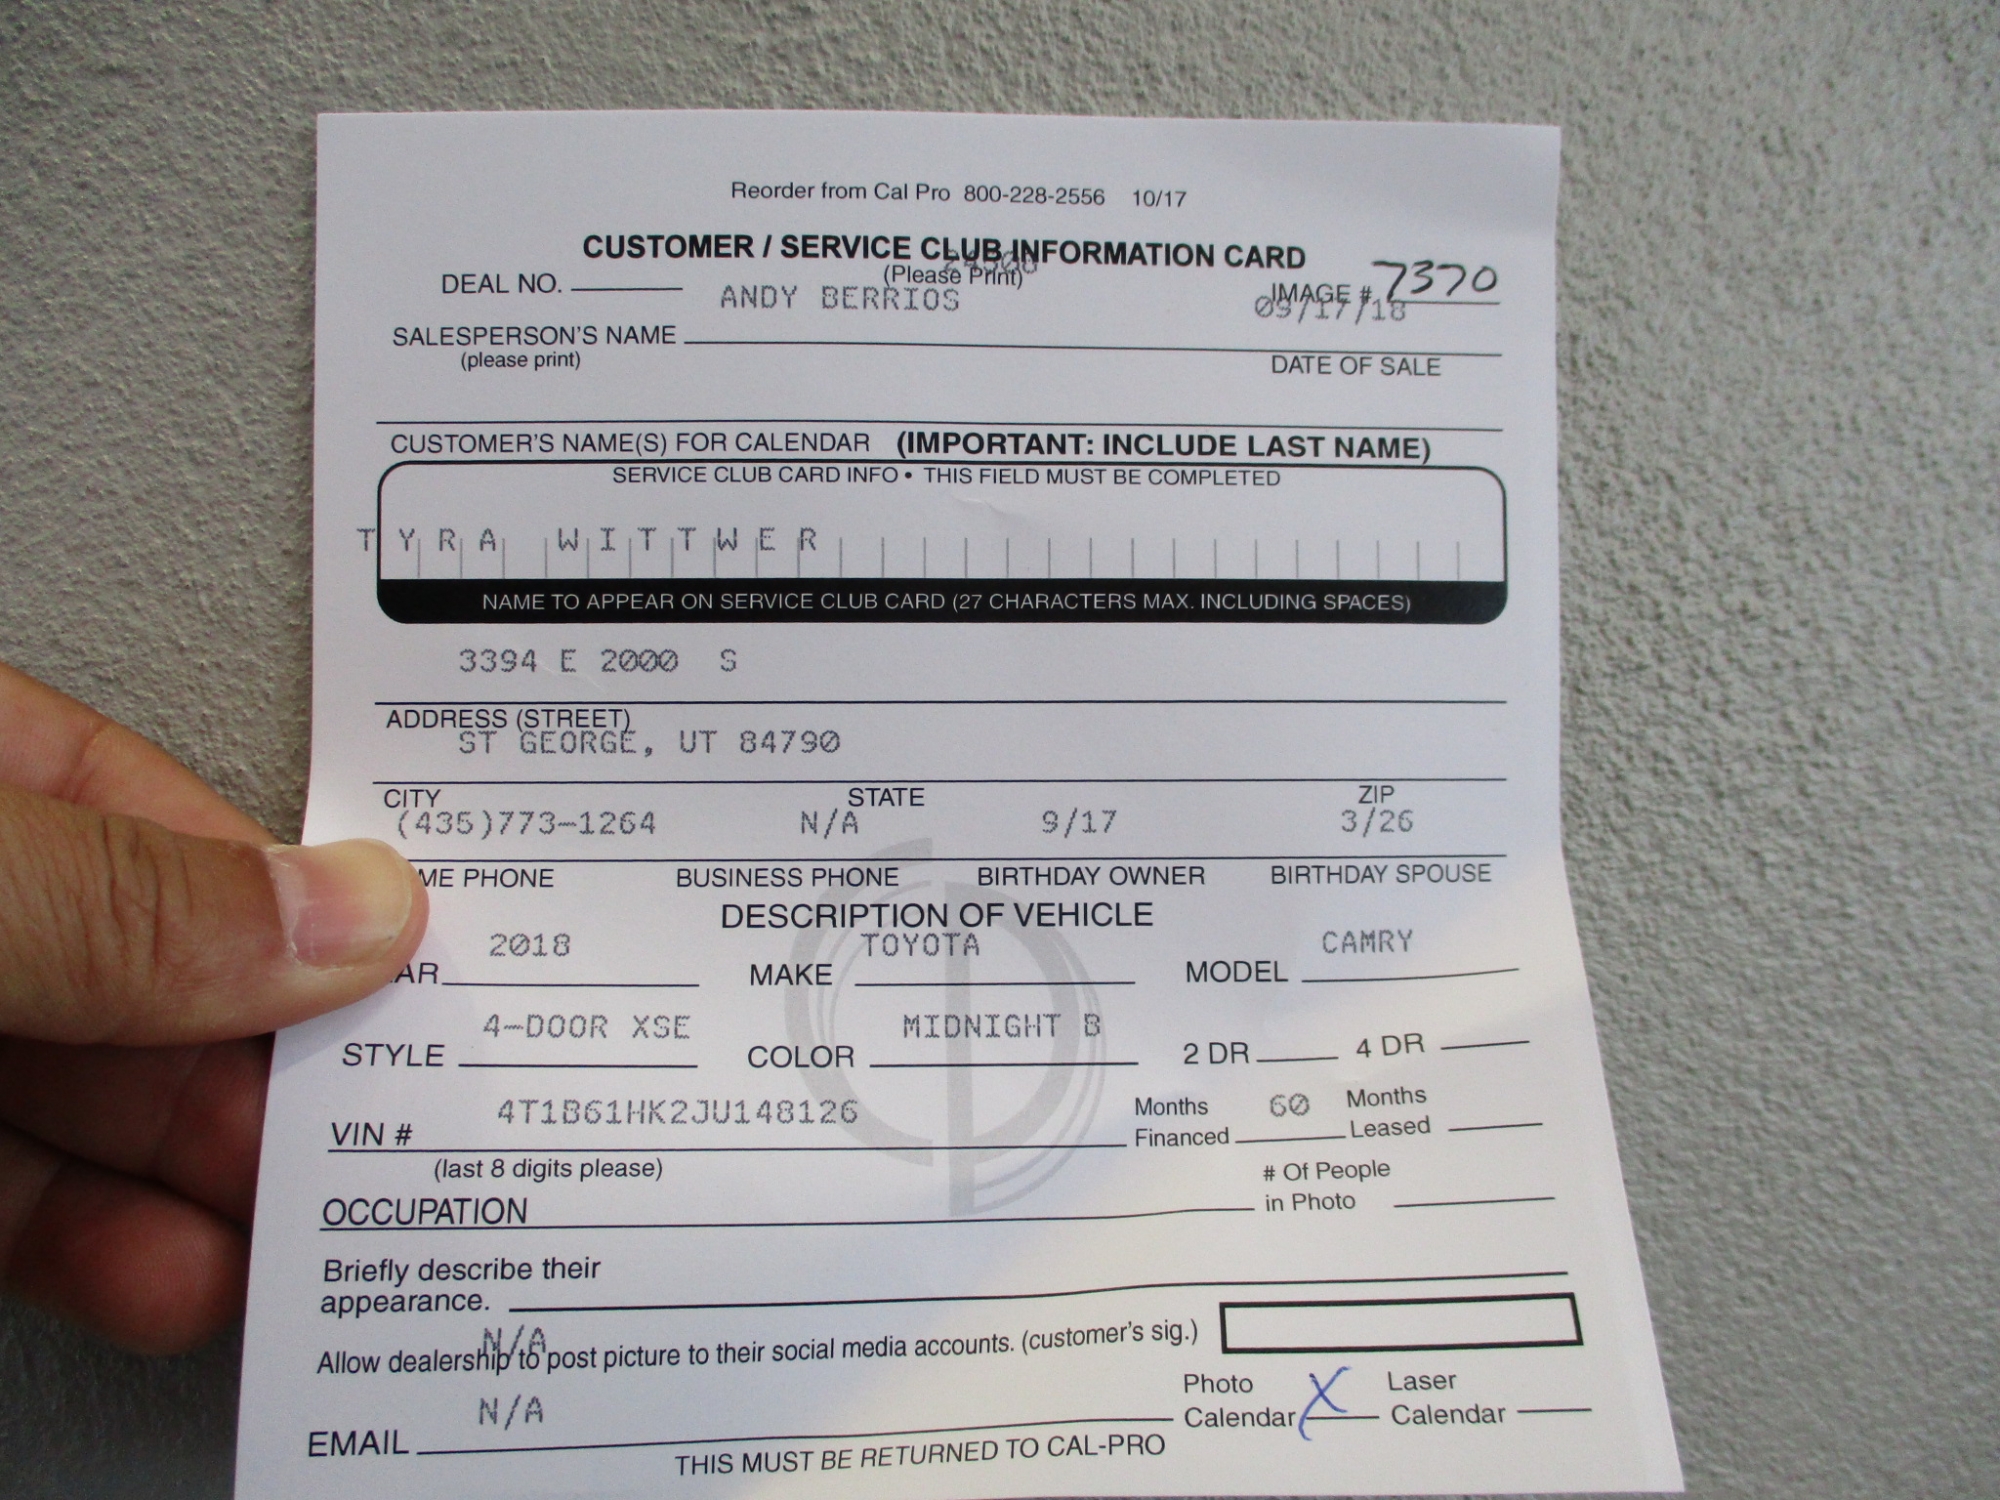 Reorder from Cal Pro 800-228-2556 10/17
CUSTOMER / SERVICE CLUB INFORMATION CARD
(Please Print)
DEAL NO. IMAGE # 7370
ANDY BERRIOS 09/17/18
SALESPERSON'S NAME
(please print) DATE OF SALE
CUSTOMER'S NAME(S) FOR CALENDAR (IMPORTANT: INCLUDE LAST NAME)
SERVICE CLUB CARD INFO • THIS FIELD MUST BE COMPLETED
TYRA WITTWER
NAME TO APPEAR ON SERVICE CLUB CARD (27 CHARACTERS MAX. INCLUDING SPACES)
3394 E 2000 S
ADDRESS (STREET)
ST GEORGE, UT 84790
CITY STATE ZIP
(435)773-1264 N/A 9/17 3/26
ME PHONE BUSINESS PHONE BIRTHDAY OWNER BIRTHDAY SPOUSE
DESCRIPTION OF VEHICLE
2018 TOYOTA CAMRY
AR MAKE MODEL
4-DOOR XSE MIDNIGHT B
STYLE COLOR 2 DR 4 DR
4T1B61HK2JU148126 Months 60 Months
VIN # Financed Leased
(last 8 digits please) # Of People
OCCUPATION in Photo
Briefly describe their
appearance.
N/A
Allow dealership to post picture to their social media accounts. (customer's sig.)
N/A Photo X Laser
EMAIL Calendar Calendar
THIS MUST BE RETURNED TO CAL-PRO